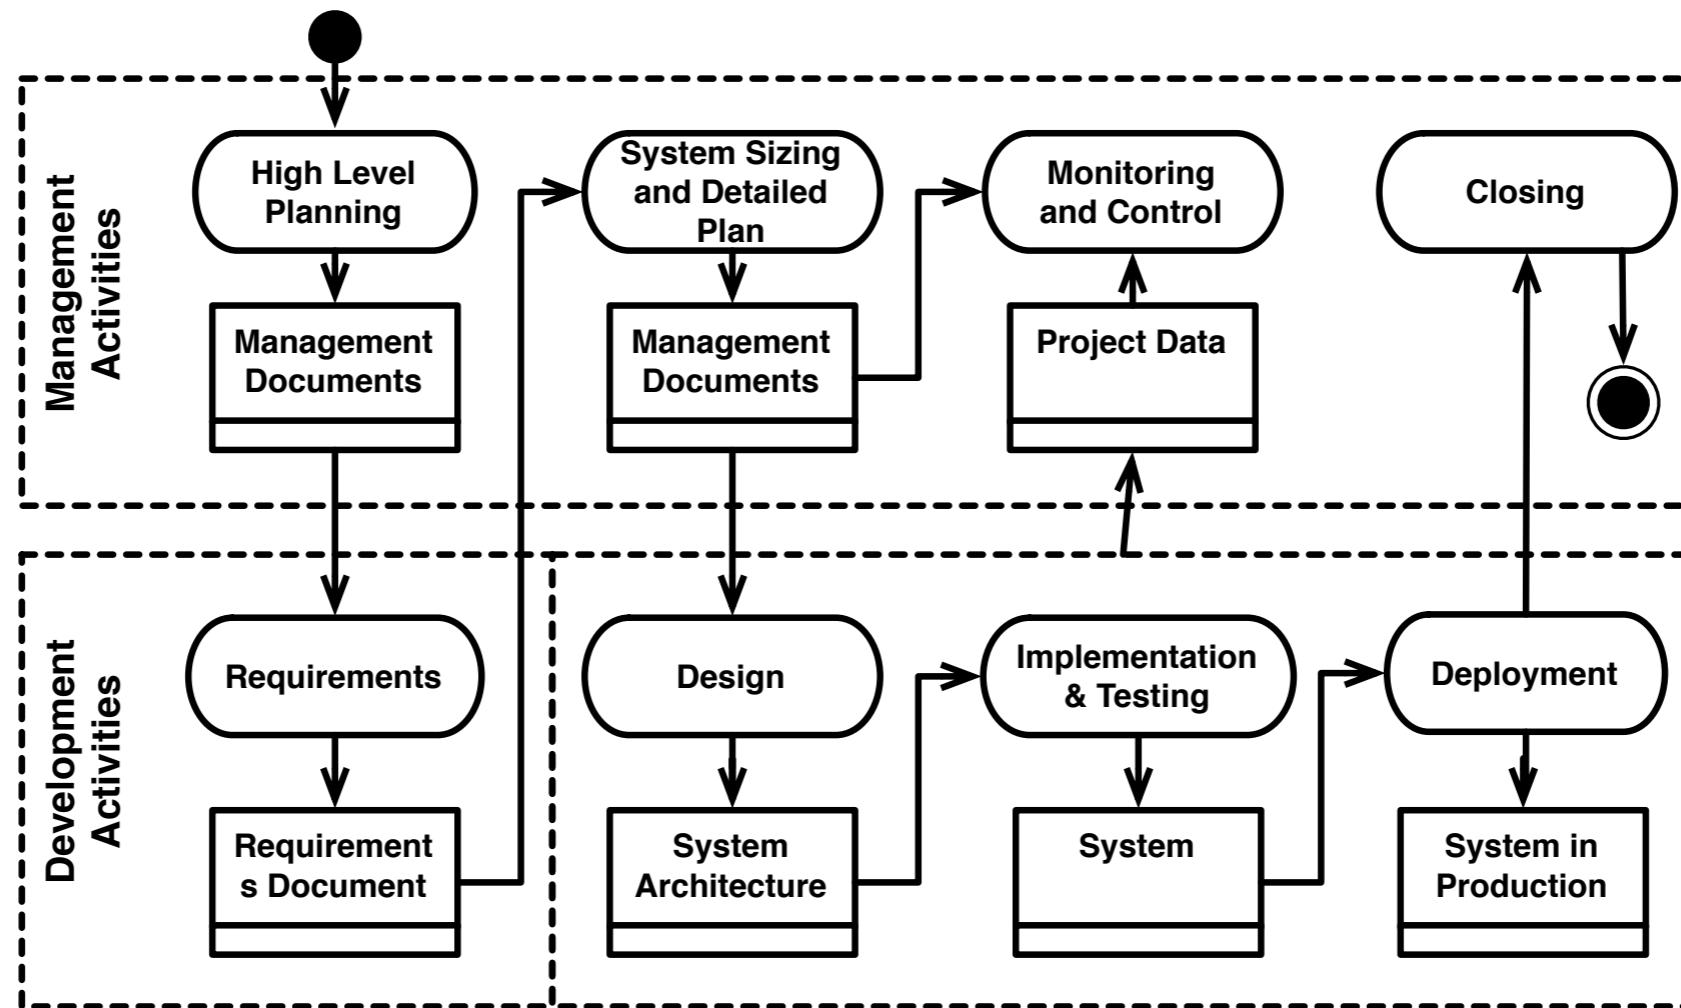 Management
Activities
High Level
Planning
System Sizing
and Detailed
Plan
Monitoring
and Control
Closing
Management
Documents
Management
Documents
Project Data
Development
Activities
Requirements
Design
Implementation
& Testing
Deployment
Requirement
s Document
System
Architecture
System
System in
Production